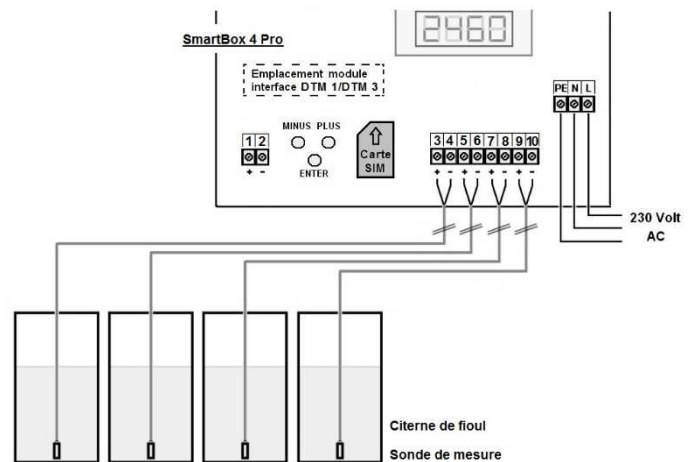 2460
SmartBox 4 Pro
Emplacement module
interface DTM 1/DTM 3
PE N L
MINUS PLUS
1 2
+ -
ENTER
Carte
SIM
3 4 5 6 7 8 9 10
+ - + - + - + -
230 Volt
AC
Citerne de fioul
Sonde de mesure